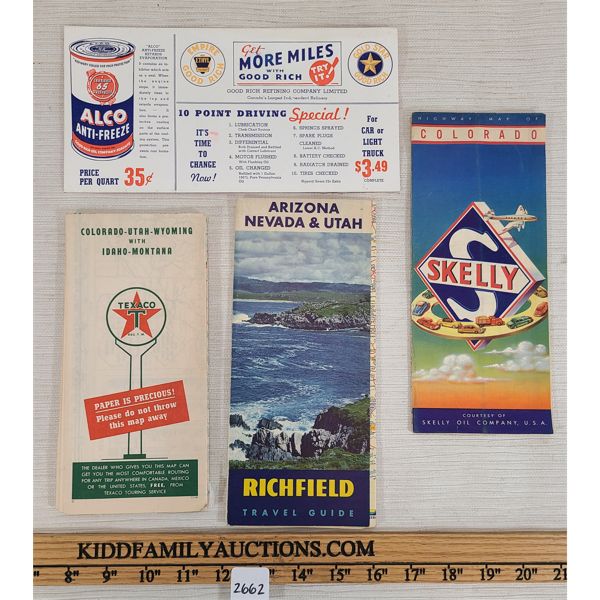 ALCO
ANTI-FREEZE
PRICE
PER QUART 35¢
"ALCO"
ANTI-FREEZE
EMPIRE
ETHYL
GOOD RICH
Get
MORE MILES
WITH
GOOD RICH
TRY IT!
GOLD STAR
GOOD RICH
GOOD RICH REFINING COMPANY LIMITED
10 POINT DRIVING Special!
IT'S
TIME TO
CHANGE
Now!
1. LUBRICATION
2. TRANSMISSION
3. DIFFERENTIAL
4. MOTOR FLUSHED
5. OIL CHANGED
6. SPRINGS SPRAYED
7. SPARK PLUGS
CLEANED
8. BATTERY CHECKED
9. RADIATOR DRAINED
10. TIRES CHECKED
For
CAR or
LIGHT
TRUCK
$3.49
COMPLETE
HIGHWAY MAP OF
COLORADO
S
SKELLY
COURTESY OF
SKELLY OIL COMPANY, U.S.A.
COLORADO-UTAH-WYOMING
WITH
IDAHO-MONTANA
TEXACO
T
PAPER IS PRECIOUS!
Please do not throw
this map away
THE DEALER WHO GIVES YOU THIS MAP CAN
GET YOU THE MOST COMFORTABLE ROUTING
FOR ANY TRIP ANYWHERE IN CANADA, MEXICO
OR THE UNITED STATES, FREE, FROM
TEXACO TOURING SERVICE
ARIZONA
NEVADA & UTAH
RICHFIELD
TRAVEL GUIDE
KIDDFAMILYAUCTIONS.COM
8" 9" 10" 11" 12" 13" 14" 15" 16" 17" 18" 19" 20" 21
2662